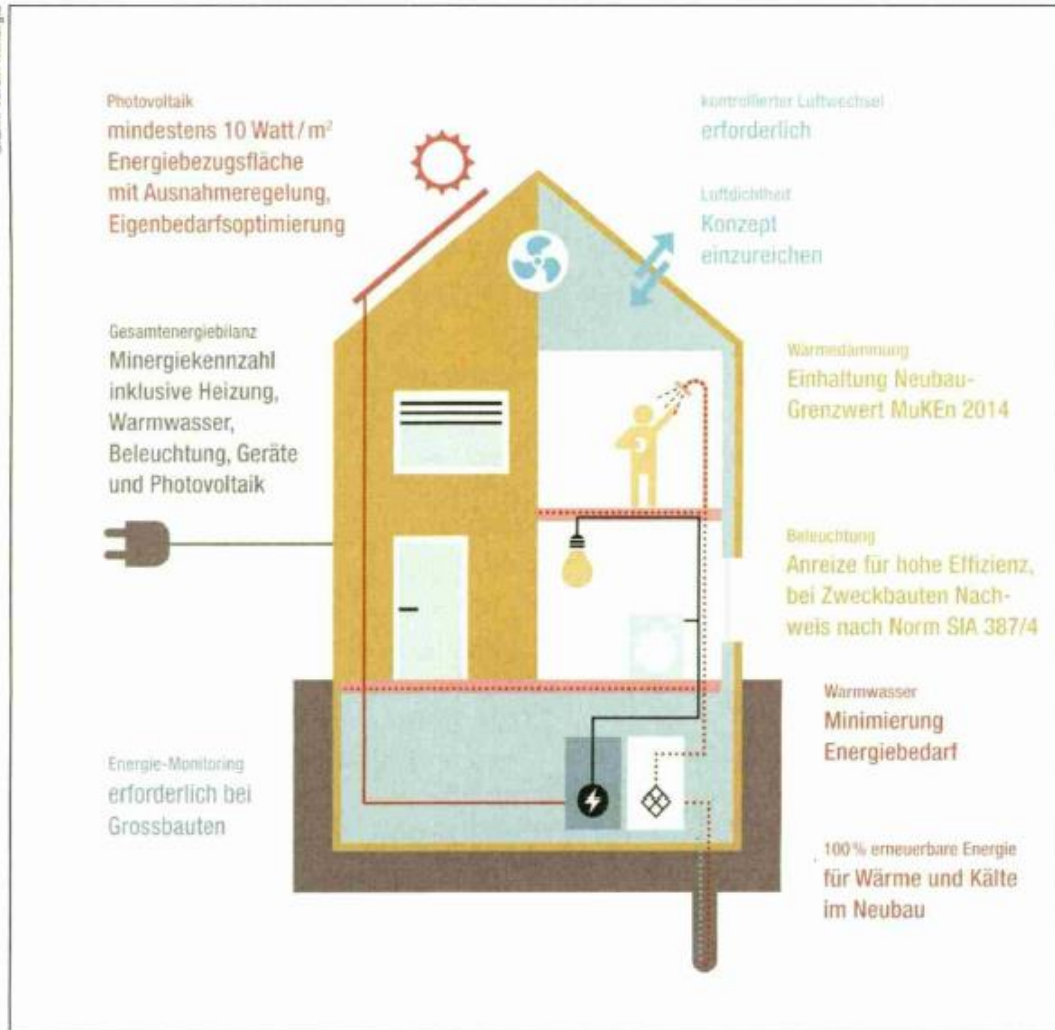 Photovoltaik
mindestens 10 Watt/m²
Energiebezugsfläche
mit Ausnahmeregelung,
Eigenbedarfsoptimierung
kontrollierter Luftwechsel
erforderlich
Luftdichtheit
Konzept
einzureichen
Gesamtenergiebilanz
Minergiekennzahl
inklusive Heizung,
Warmwasser,
Beleuchtung, Geräte
und Photovoltaik
Wärmedämmung
Einhaltung Neubau-
Grenzwert MuKEn 2014
Beleuchtung
Anreize für hohe Effizienz,
bei Zweckbauten Nach-
weis nach Norm SIA 387/4
Warmwasser
Minimierung
Energiebedarf
Energie-Monitoring
erforderlich bei
Grossbauten
100 % erneuerbare Energie
für Wärme und Kälte
im Neubau